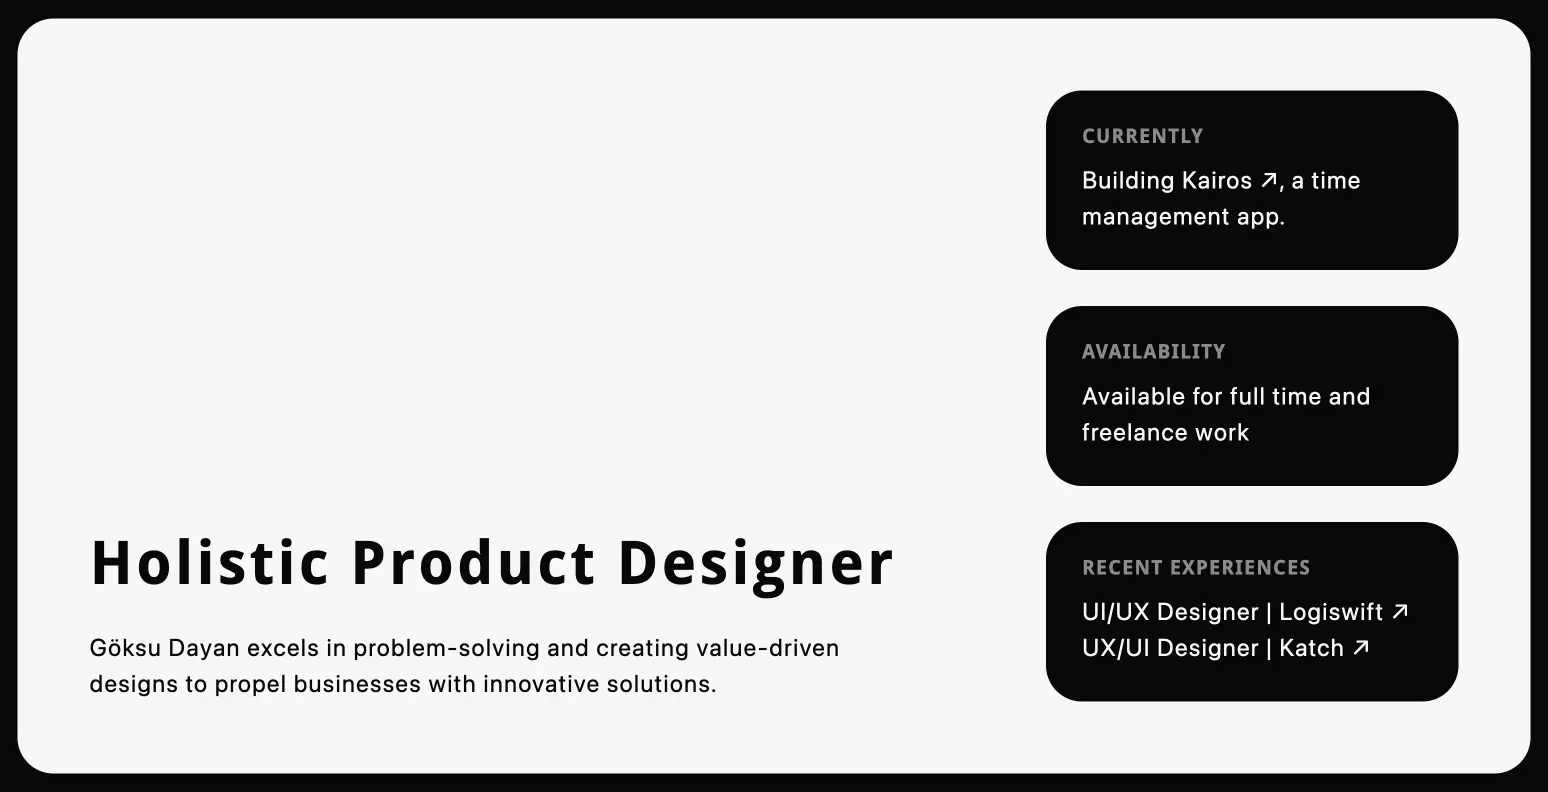 Holistic Product Designer
Göksu Dayan excels in problem-solving and creating value-driven
designs to propel businesses with innovative solutions.
CURRENTLY
Building Kairos ↗, a time
management app.
AVAILABILITY
Available for full time and
freelance work
RECENT EXPERIENCES
UI/UX Designer | Logiswift ↗
UX/UI Designer | Katch ↗